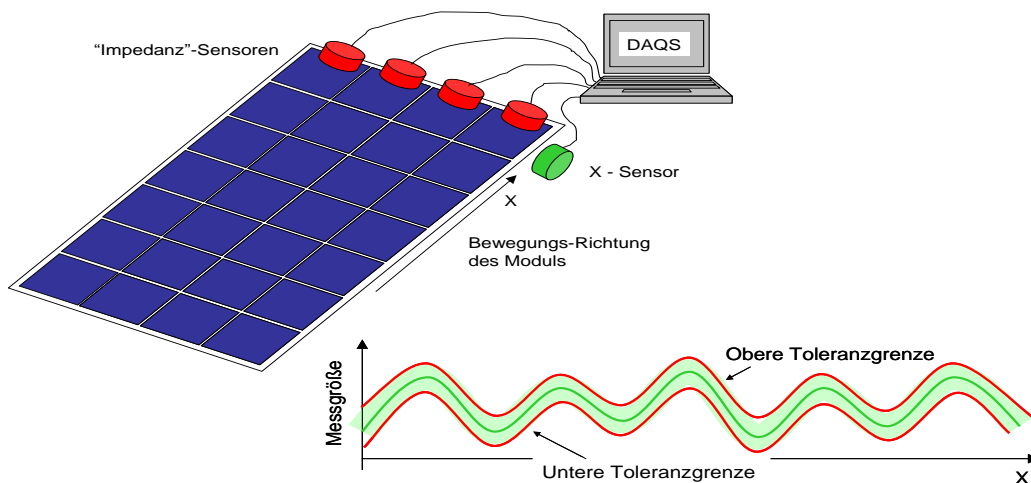 DAQS
“Impedanz”-Sensoren
X - Sensor
X
Bewegungs-Richtung
des Moduls
Obere Toleranzgrenze
Messgröße
Untere Toleranzgrenze
X